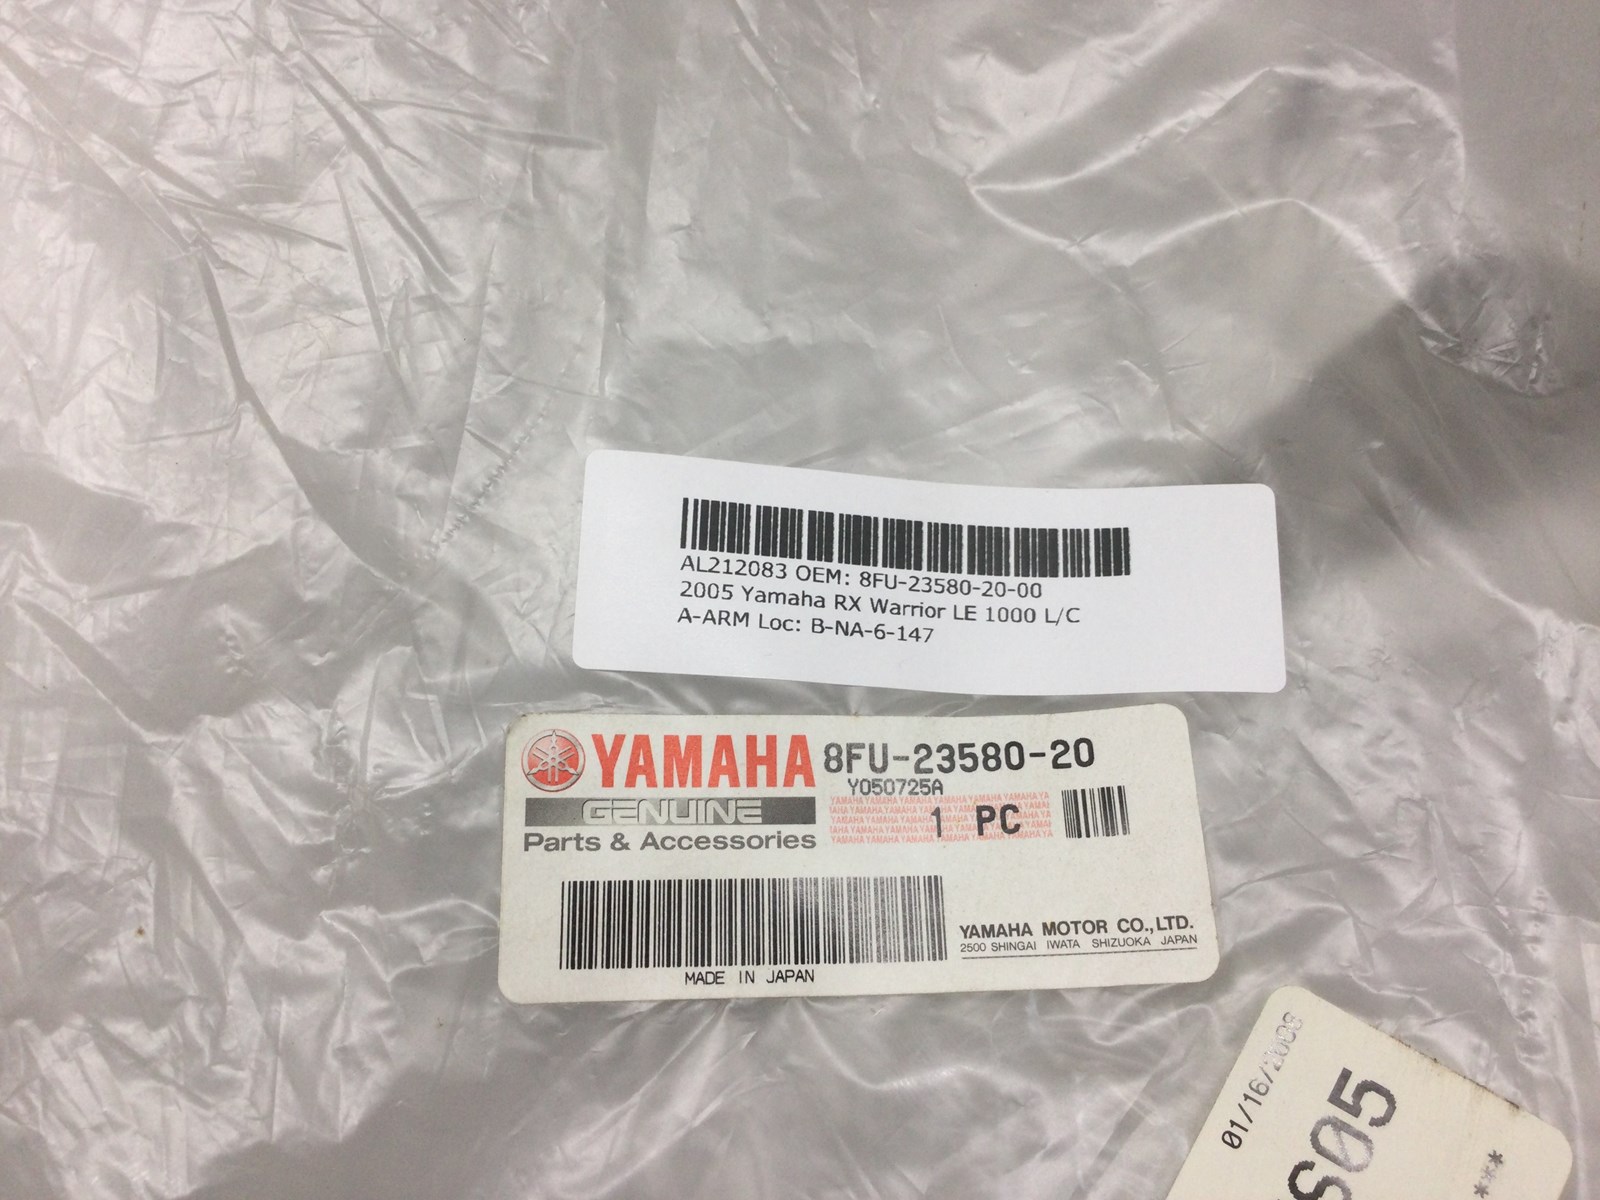 AL212083 OEM: 8FU-23580-20-00
2005 Yamaha RX Warrior LE 1000 L/C
A-ARM Loc: B-NA-6-147
YAMAHA 8FU-23580-20
Y050725A
GENUINE
1 PC
Parts & Accessories
YAMAHA MOTOR CO., LTD.
2500 SHINGAI IWATA SHIZUOKA JAPAN
MADE IN JAPAN
01/16/2008
S05
***